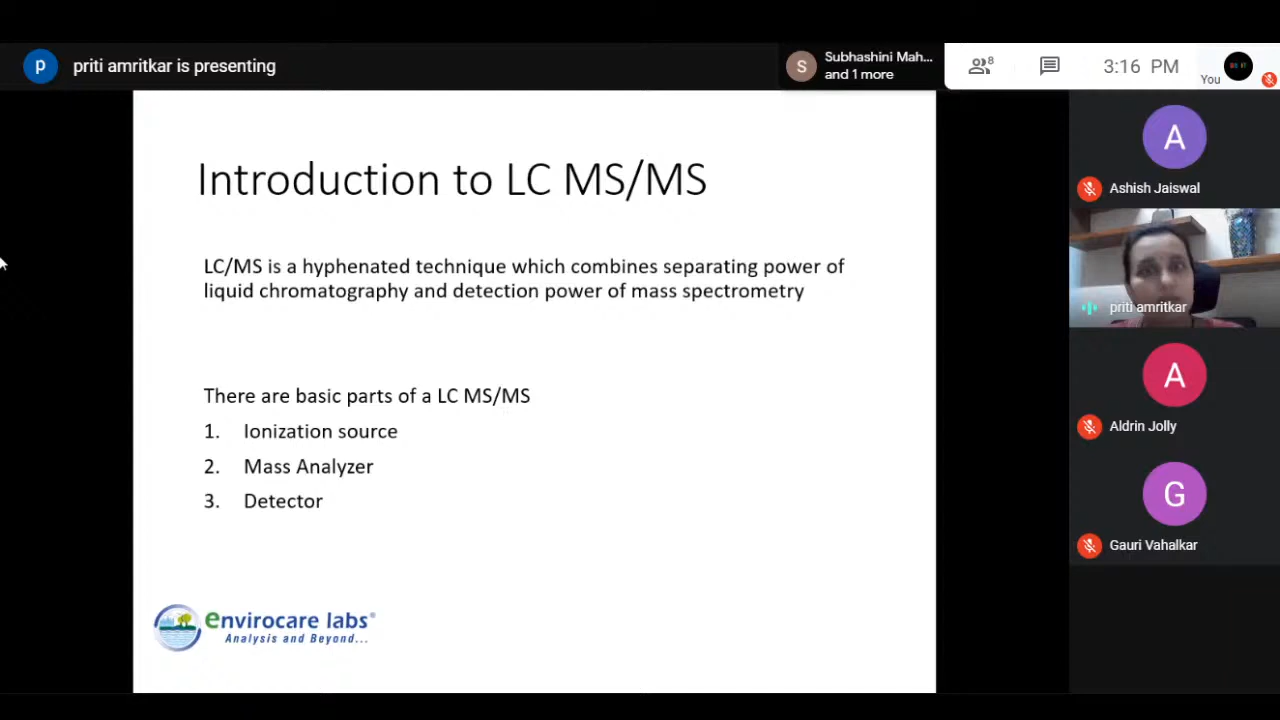 p
priti amritkar is presenting
S
Subhashini Mah...
and 1 more
8
3:16 PM
You
Introduction to LC MS/MS
LC/MS is a hyphenated technique which combines separating power of
liquid chromatography and detection power of mass spectrometry
There are basic parts of a LC MS/MS
1. Ionization source
2. Mass Analyzer
3. Detector
envirocare labs®
Analysis and Beyond...
A
Ashish Jaiswal
priti amritkar
A
Aldrin Jolly
G
Gauri Vahalkar